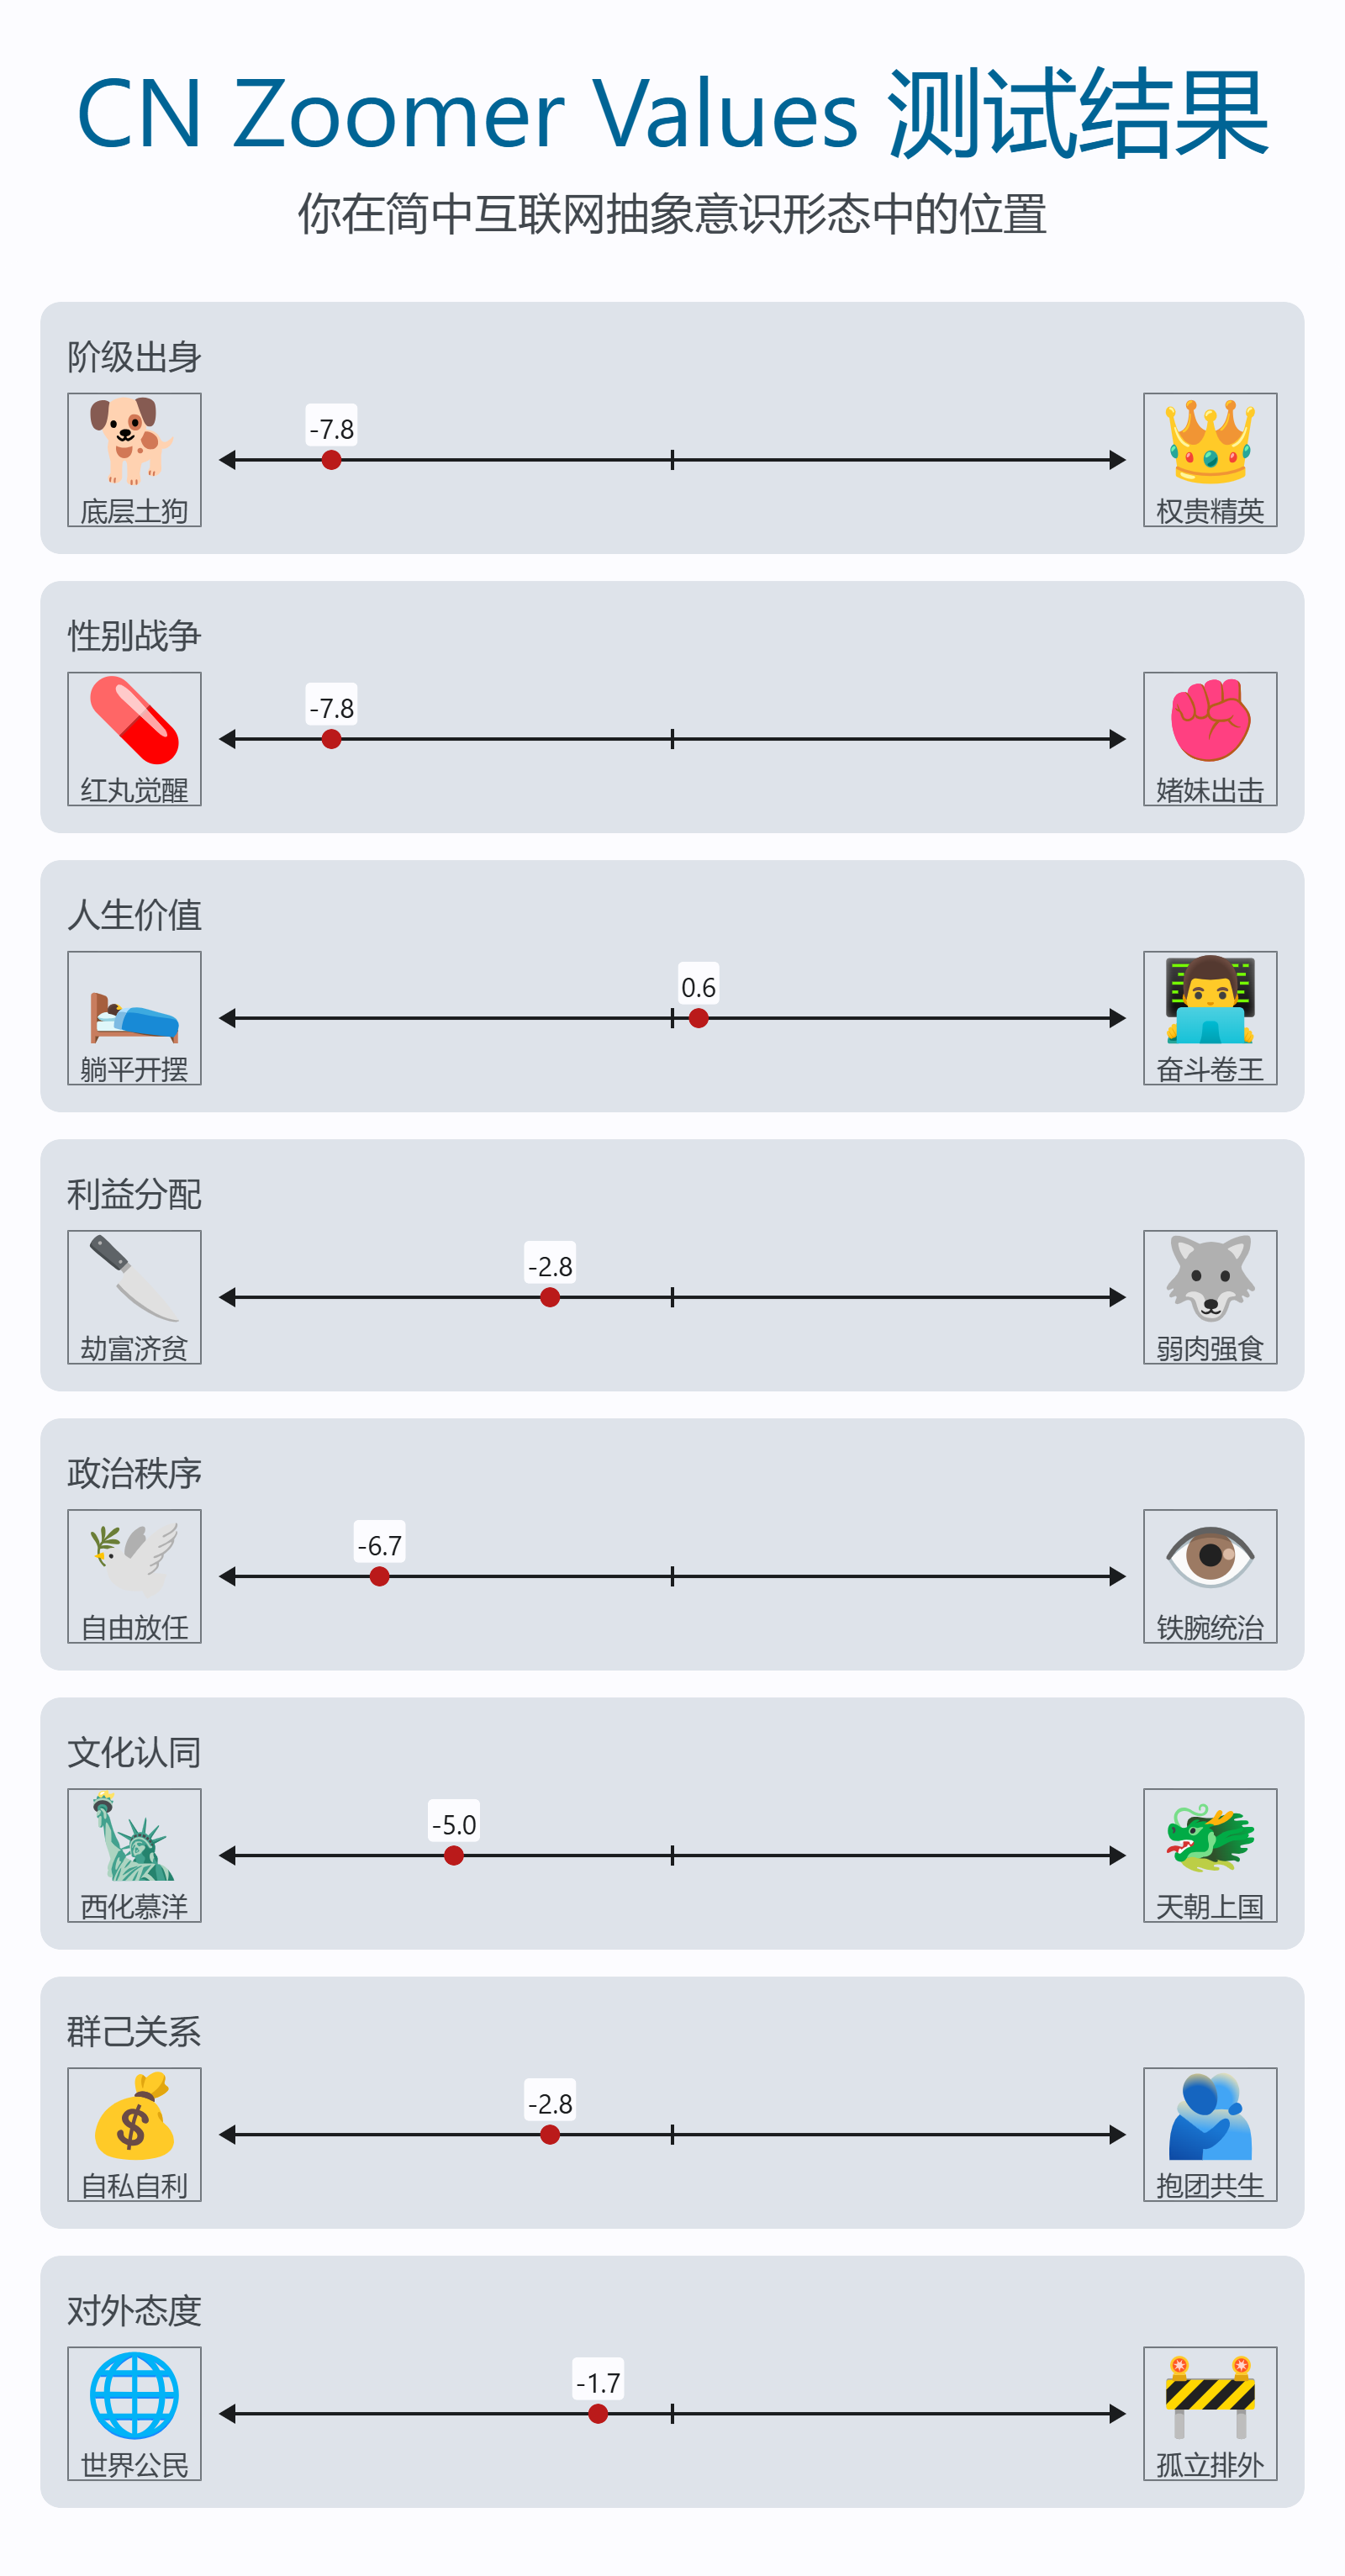 CN Zoomer Values 测试结果
你在简中互联网抽象意识形态中的位置
阶级出身
-7.8
底层土狗
权贵精英
性别战争
-7.8
红丸觉醒
媎妹出击
人生价值
0.6
躺平开摆
奋斗卷王
利益分配
-2.8
劫富济贫
弱肉强食
政治秩序
-6.7
自由放任
铁腕统治
文化认同
-5.0
西化慕洋
天朝上国
群己关系
-2.8
自私自利
抱团共生
对外态度
-1.7
世界公民
孤立排外